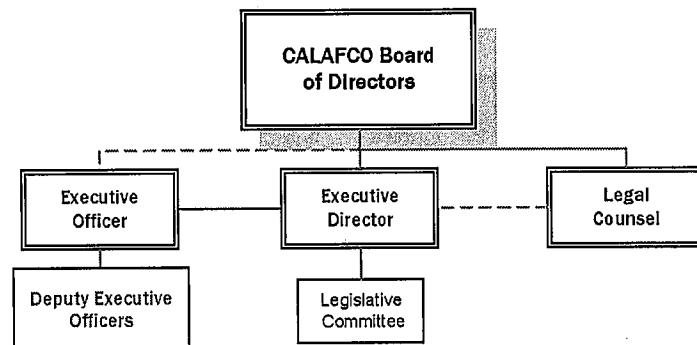 CALAFCO Board
of Directors
Executive
Officer
Executive
Director
Legal
Counsel
Deputy Executive
Officers
Legislative
Committee